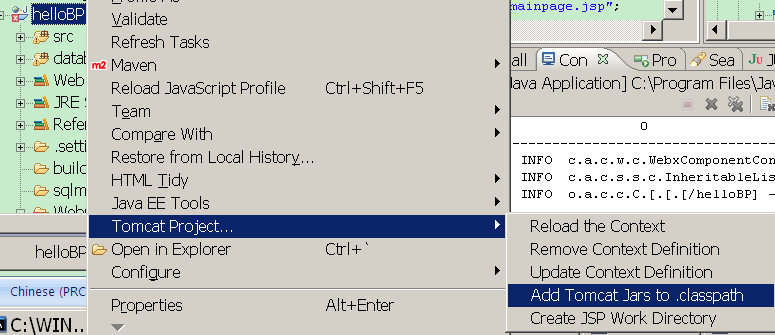 helloBP
src
datab
Web
JRE S
Refer
.setti
build
sqlm
helloBP
Chinese (PRC
C:\WIN...
Validate
Refresh Tasks
m2 Maven
Reload JavaScript Profile Ctrl+Shift+F5
Team
Compare With
Restore from Local History...
HTML Tidy
Java EE Tools
Tomcat Project...
Open in Explorer Ctrl+`
Configure
Properties Alt+Enter
Reload the Context
Remove Context Definition
Update Context Definition
Add Tomcat Jars to .classpath
Create JSP Work Directory
mainpage.jsp";
all Con Pro Sea Ju J
Java Application] C:\Program Files\Jav
0
INFO c.a.c.w.c.WebxComponentCon
INFO c.a.c.s.s.c.InheritableLis
INFO o.a.c.c.C.[.[.[/helloBP] -